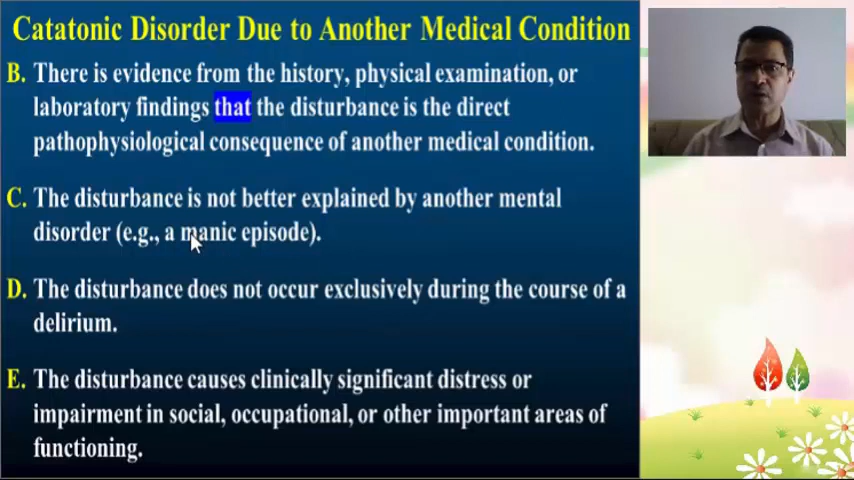 Catatonic Disorder Due to Another Medical Condition
B. There is evidence from the history, physical examination, or
laboratory findings that the disturbance is the direct
pathophysiological consequence of another medical condition.
C. The disturbance is not better explained by another mental
disorder (e.g., a manic episode).
D. The disturbance does not occur exclusively during the course of a
delirium.
E. The disturbance causes clinically significant distress or
impairment in social, occupational, or other important areas of
functioning.